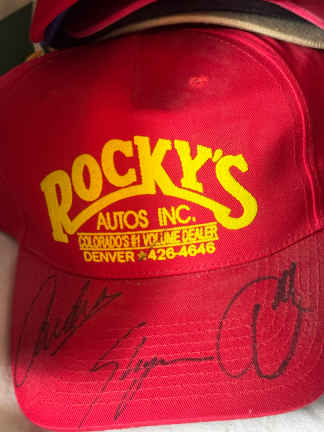 ROCKY'S
AUTOS INC.
COLORADO'S #1 VOLUME DEALER
DENVER 426-4646